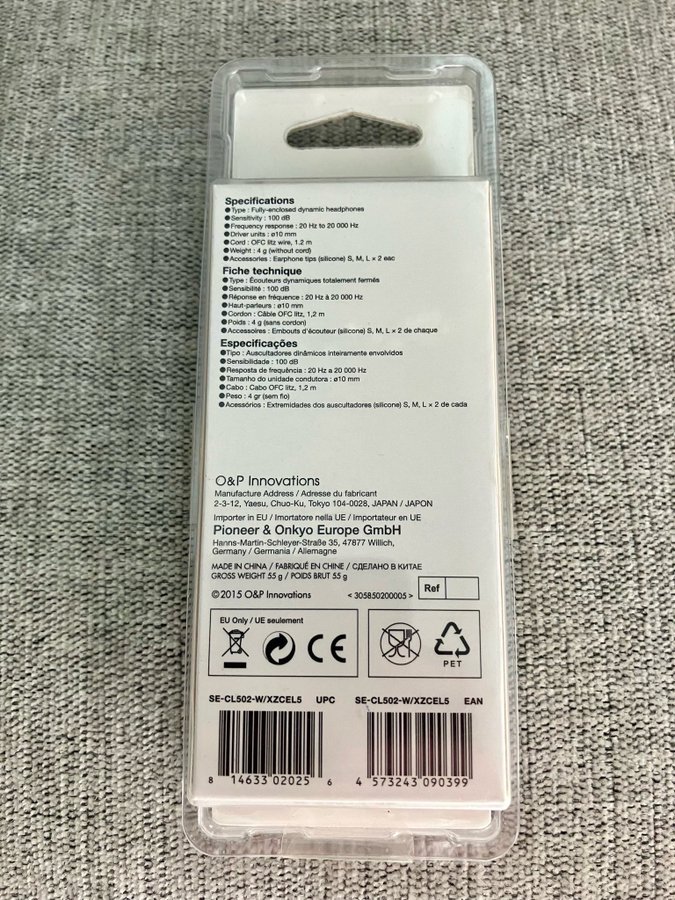 Specifications
●Type : Fully-enclosed dynamic headphones
●Sensitivity : 100 dB
●Frequency response : 20 Hz to 20 000 Hz
●Driver units : ø10 mm
●Cord : OFC litz wire, 1.2 m
●Weight : 4 g (without cord)
●Accessories : Earphone tips (silicone) S, M, L × 2 eac
Fiche technique
●Type : Écouteurs dynamiques totalement fermés
●Sensibilité : 100 dB
●Réponse en fréquence : 20 Hz à 20 000 Hz
●Haut-parleurs : ø10 mm
●Cordon : Câble OFC litz, 1,2 m
●Poids : 4 g (sans cordon)
●Accessoires : Embouts d'écouteur (silicone) S, M, L × 2 de chaque
Especificações
●Tipo : Auscultadores dinâmicos inteiramente envolvidos
●Sensibilidade : 100 dB
●Resposta de frequência : 20 Hz a 20 000 Hz
●Tamanho do unidade condutora : ø10 mm
●Cabo : Cabo OFC litz, 1,2 m
●Peso : 4 gr (sem fio)
●Acessórios : Extremidades dos auscultadores (silicone) S, M, L × 2 de cada
O&P Innovations
Manufacture Address / Adresse du fabricant
2-3-12, Yaesu, Chuo-Ku, Tokyo 104-0028, JAPAN / JAPON
Importer in EU / Imortatore nella UE / Importateur en UE
Pioneer & Onkyo Europe GmbH
Hanns-Martin-Schleyer-Straße 35, 47877 Willich,
Germany / Germania / Allemagne
MADE IN CHINA / FABRIQUÉ EN CHINE / СДЕЛАНО В КИТАЕ
GROSS WEIGHT 55 g / POIDS BRUT 55 g
©2015 O&P Innovations < 305850200005 > Ref
EU Only / UE seulement
CE
PET
SE-CL502-W/XZCEL5 UPC SE-CL502-W/XZCEL5 EAN
8 14633 02025 6 4 573243 090399